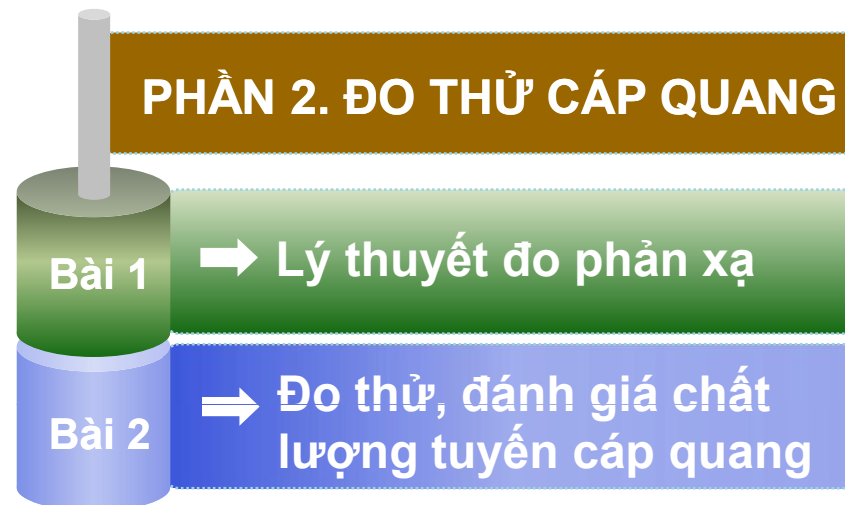 PHẦN 2. ĐO THỬ CÁP QUANG
Bài 1
Lý thuyết đo phản xạ
Bài 2
Đo thử, đánh giá chất
lượng tuyến cáp quang